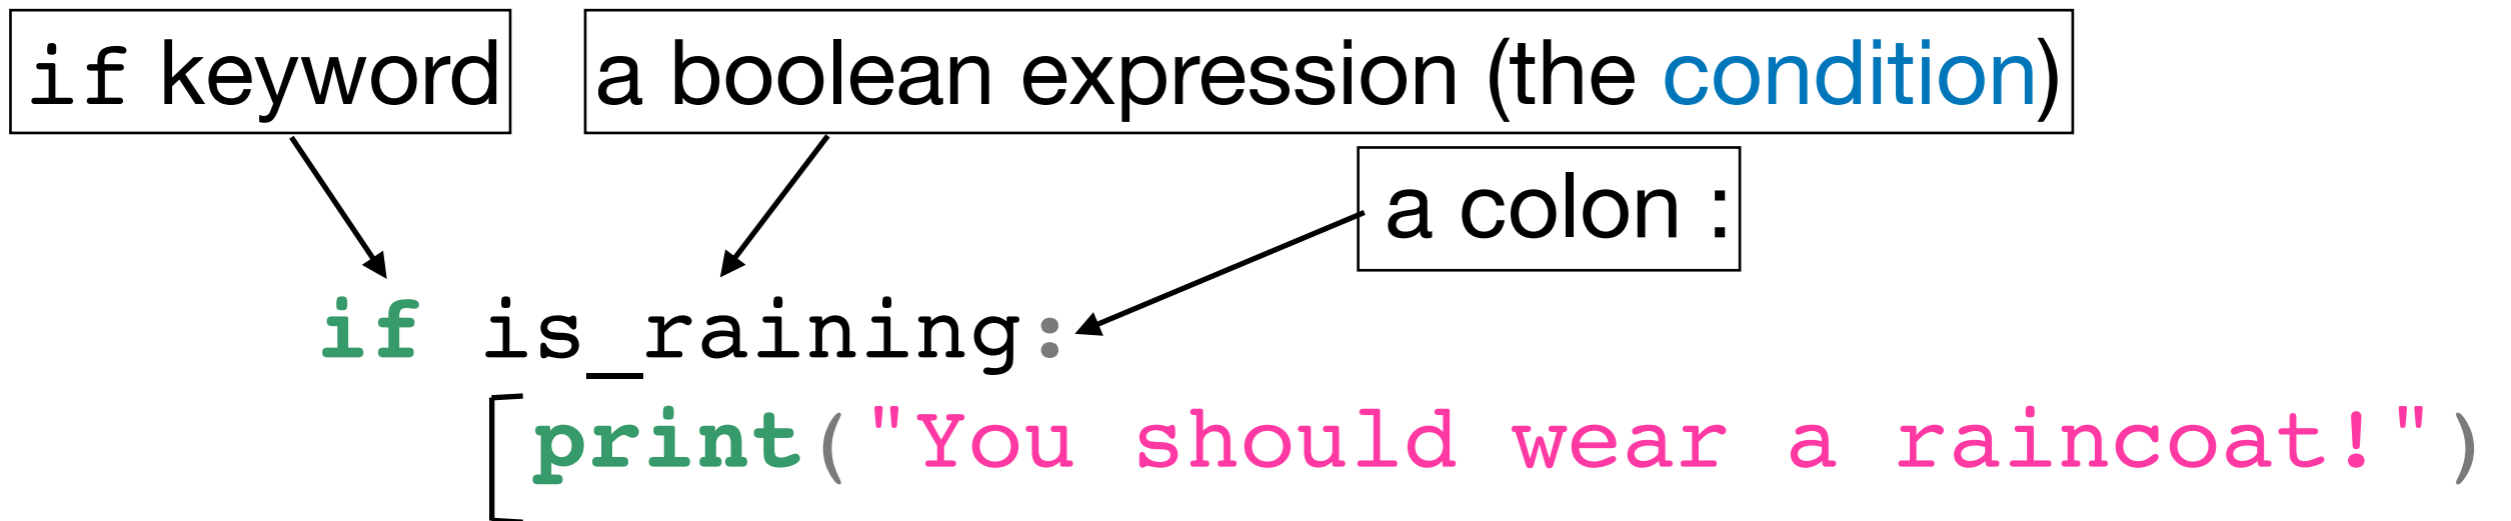 if keyword
a boolean expression (the condition)
a colon :
if is_raining:
print("You should wear a raincoat!")